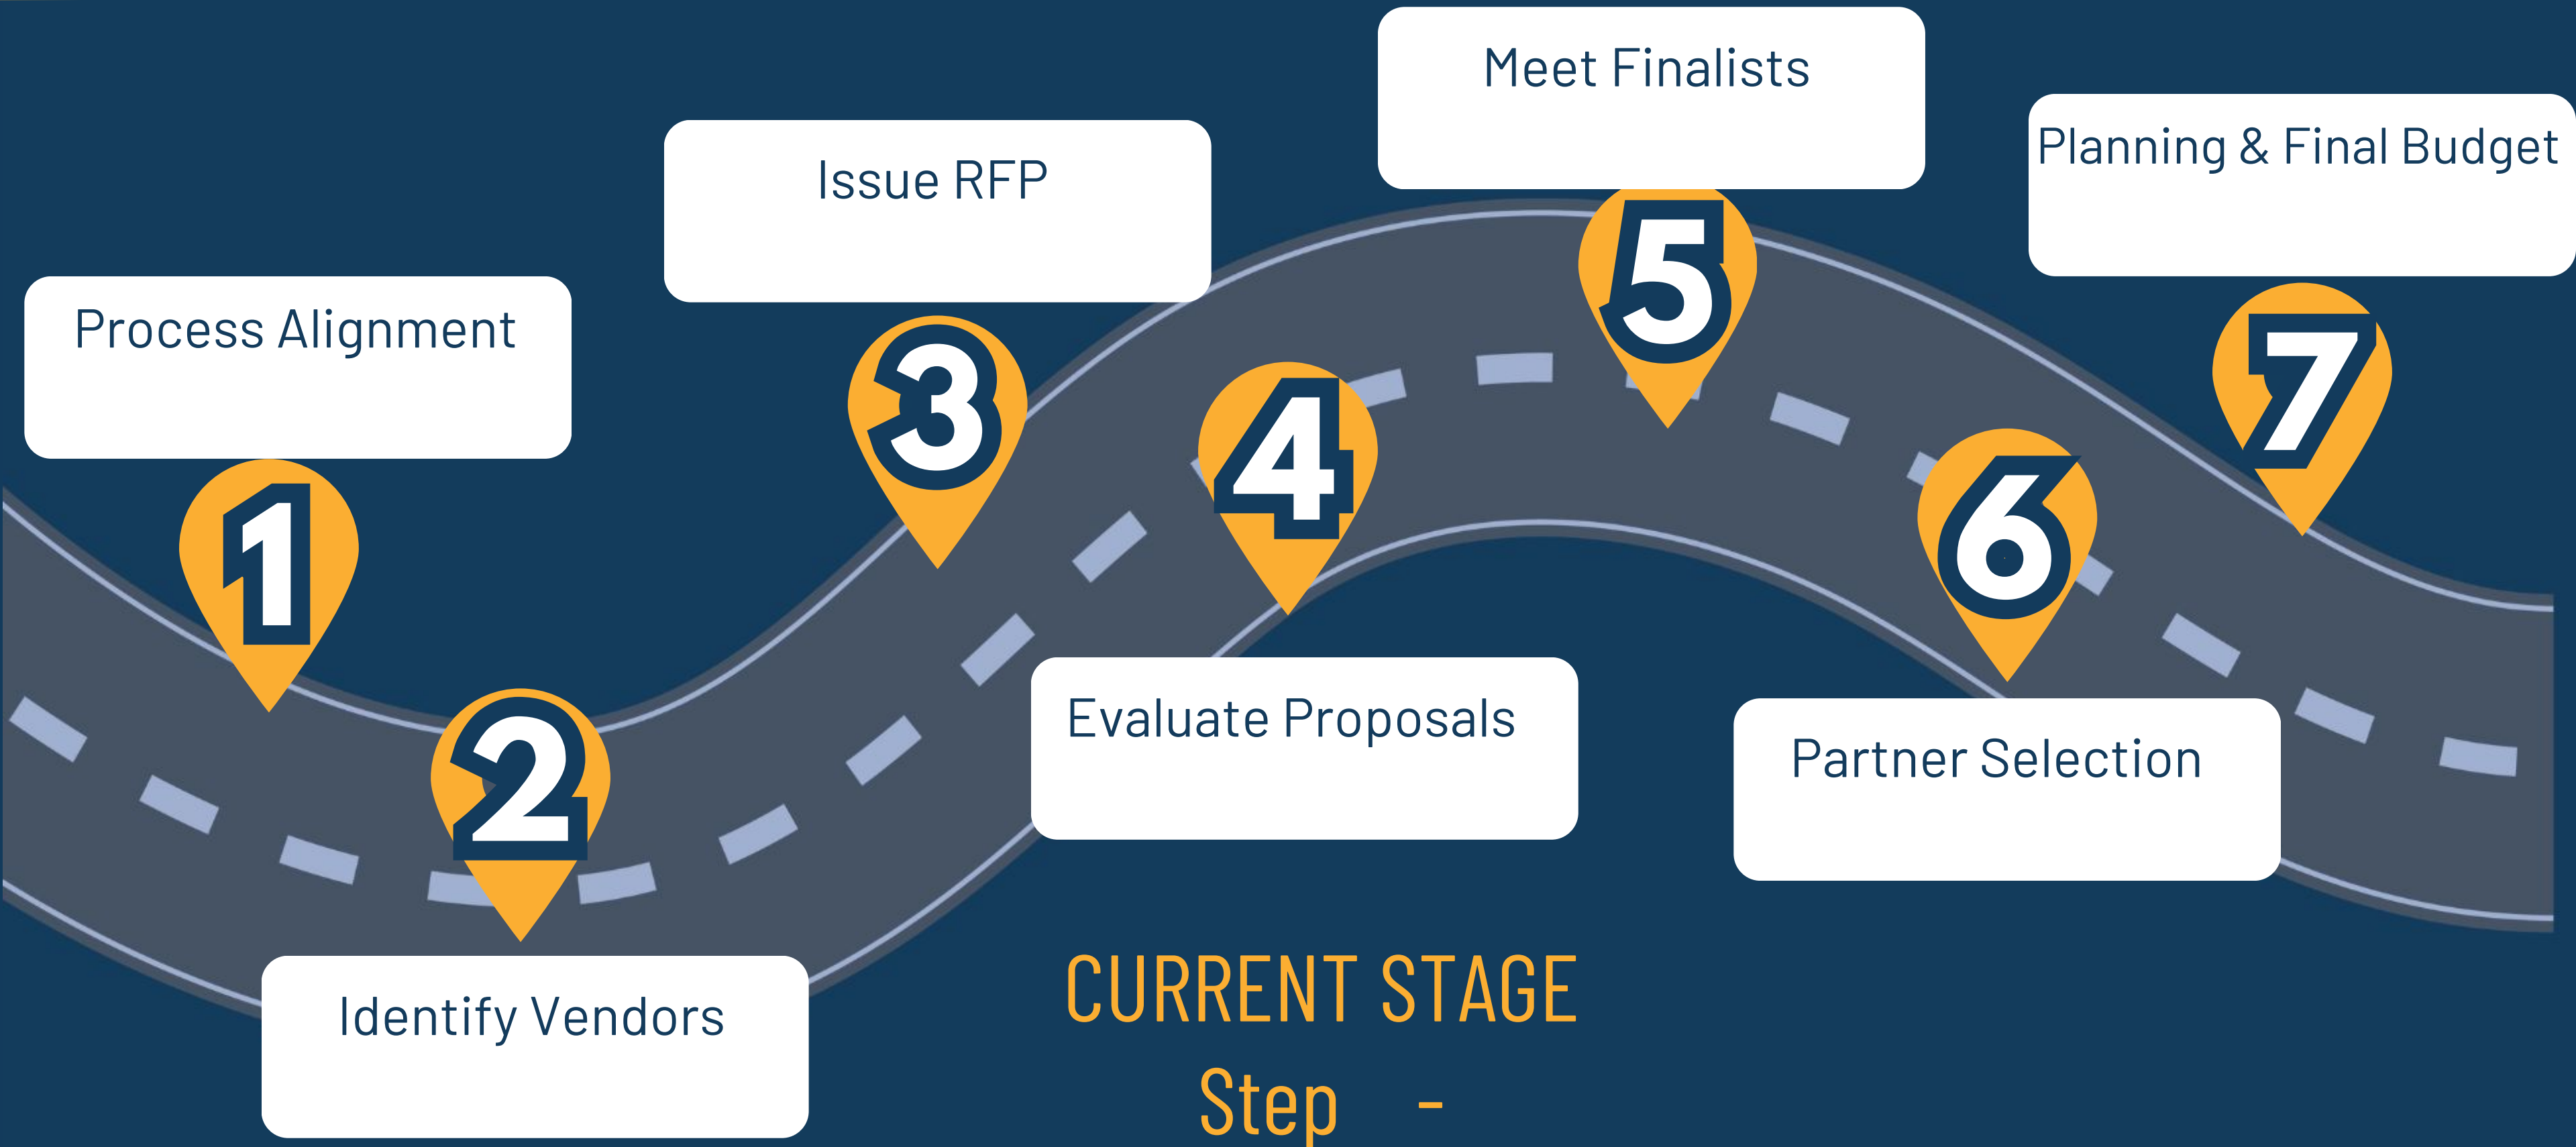 Process Alignment
1
2
Identify Vendors
Issue RFP
3
4
Evaluate Proposals
Meet Finalists
5
6
Partner Selection
Planning & Final Budget
7
CURRENT STAGE
Step -